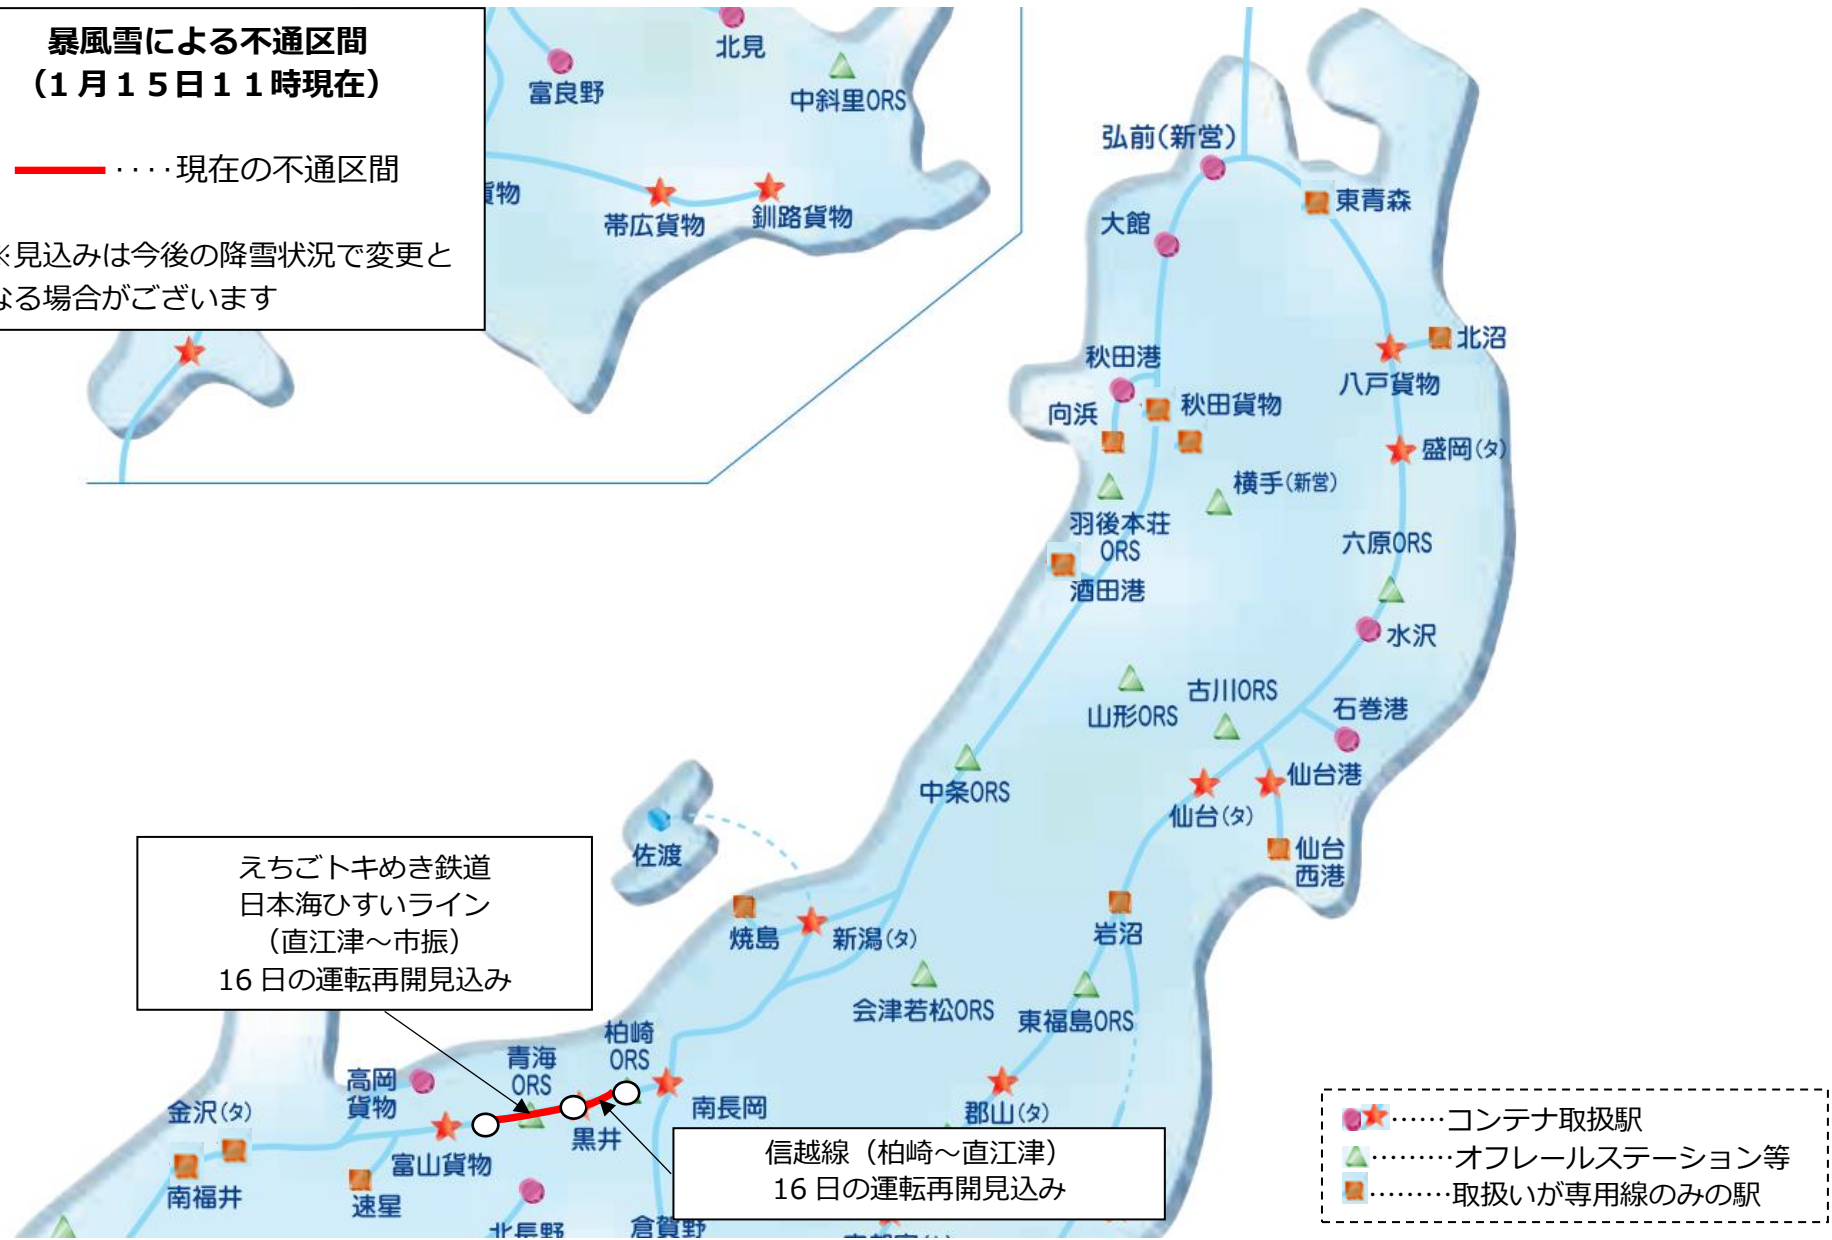 暴風雪による不通区間
（１月１５日１１時現在）
‥‥現在の不通区間
※見込みは今後の降雪状況で変更と
なる場合がございます
北見
富良野
中斜里ORS
貨物
帯広貨物
釧路貨物
弘前(新営)
東青森
大館
北沼
八戸貨物
秋田港
秋田貨物
向浜
盛岡(タ)
横手(新営)
羽後本荘
ORS
六原ORS
酒田港
水沢
古川ORS
山形ORS
石巻港
仙台港
中条ORS
仙台(タ)
佐渡
仙台
西港
えちごトキめき鉄道
日本海ひすいライン
（直江津～市振）
16日の運転再開見込み
焼島
新潟(タ)
岩沼
会津若松ORS
東福島ORS
柏崎
ORS
青海
ORS
高岡
貨物
金沢(タ)
南長岡
郡山(タ)
黒井
富山貨物
信越線（柏崎～直江津）
16日の運転再開見込み
南福井
速星
北長野
倉賀野
……コンテナ取扱駅
………オフレールステーション等
………取扱いが専用線のみの駅